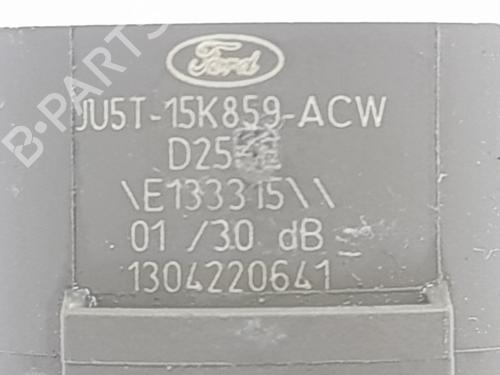 B-PARTS
Ford
JU5T-15K859-ACW
\E133315\\
01 /30 dB
1304220641